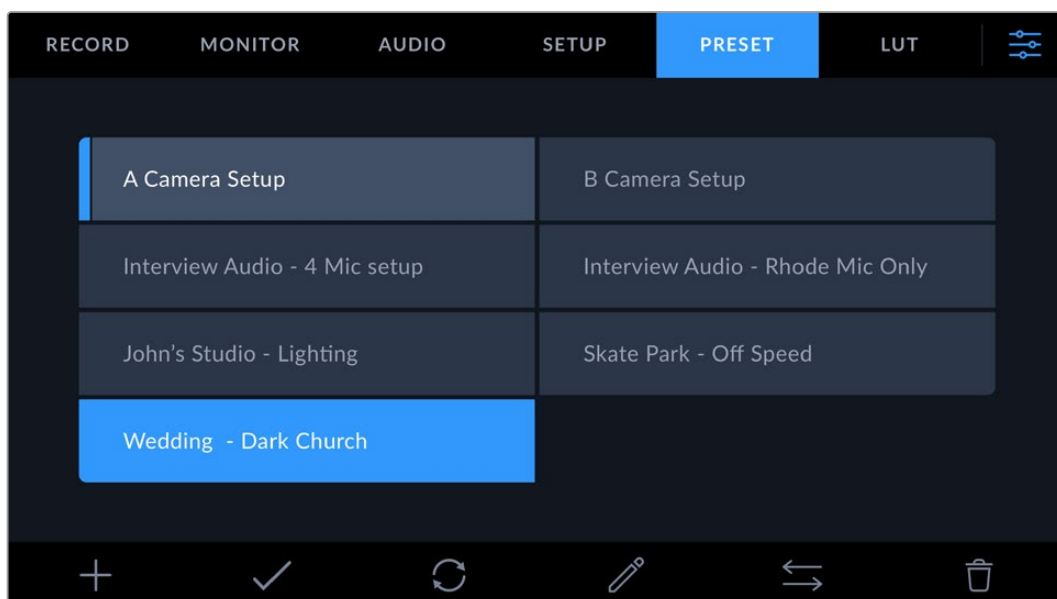 RECORD MONITOR AUDIO SETUP PRESET LUT
A Camera Setup B Camera Setup
Interview Audio - 4 Mic setup Interview Audio - Rhode Mic Only
John’s Studio - Lighting Skate Park - Off Speed
Wedding  - Dark Church